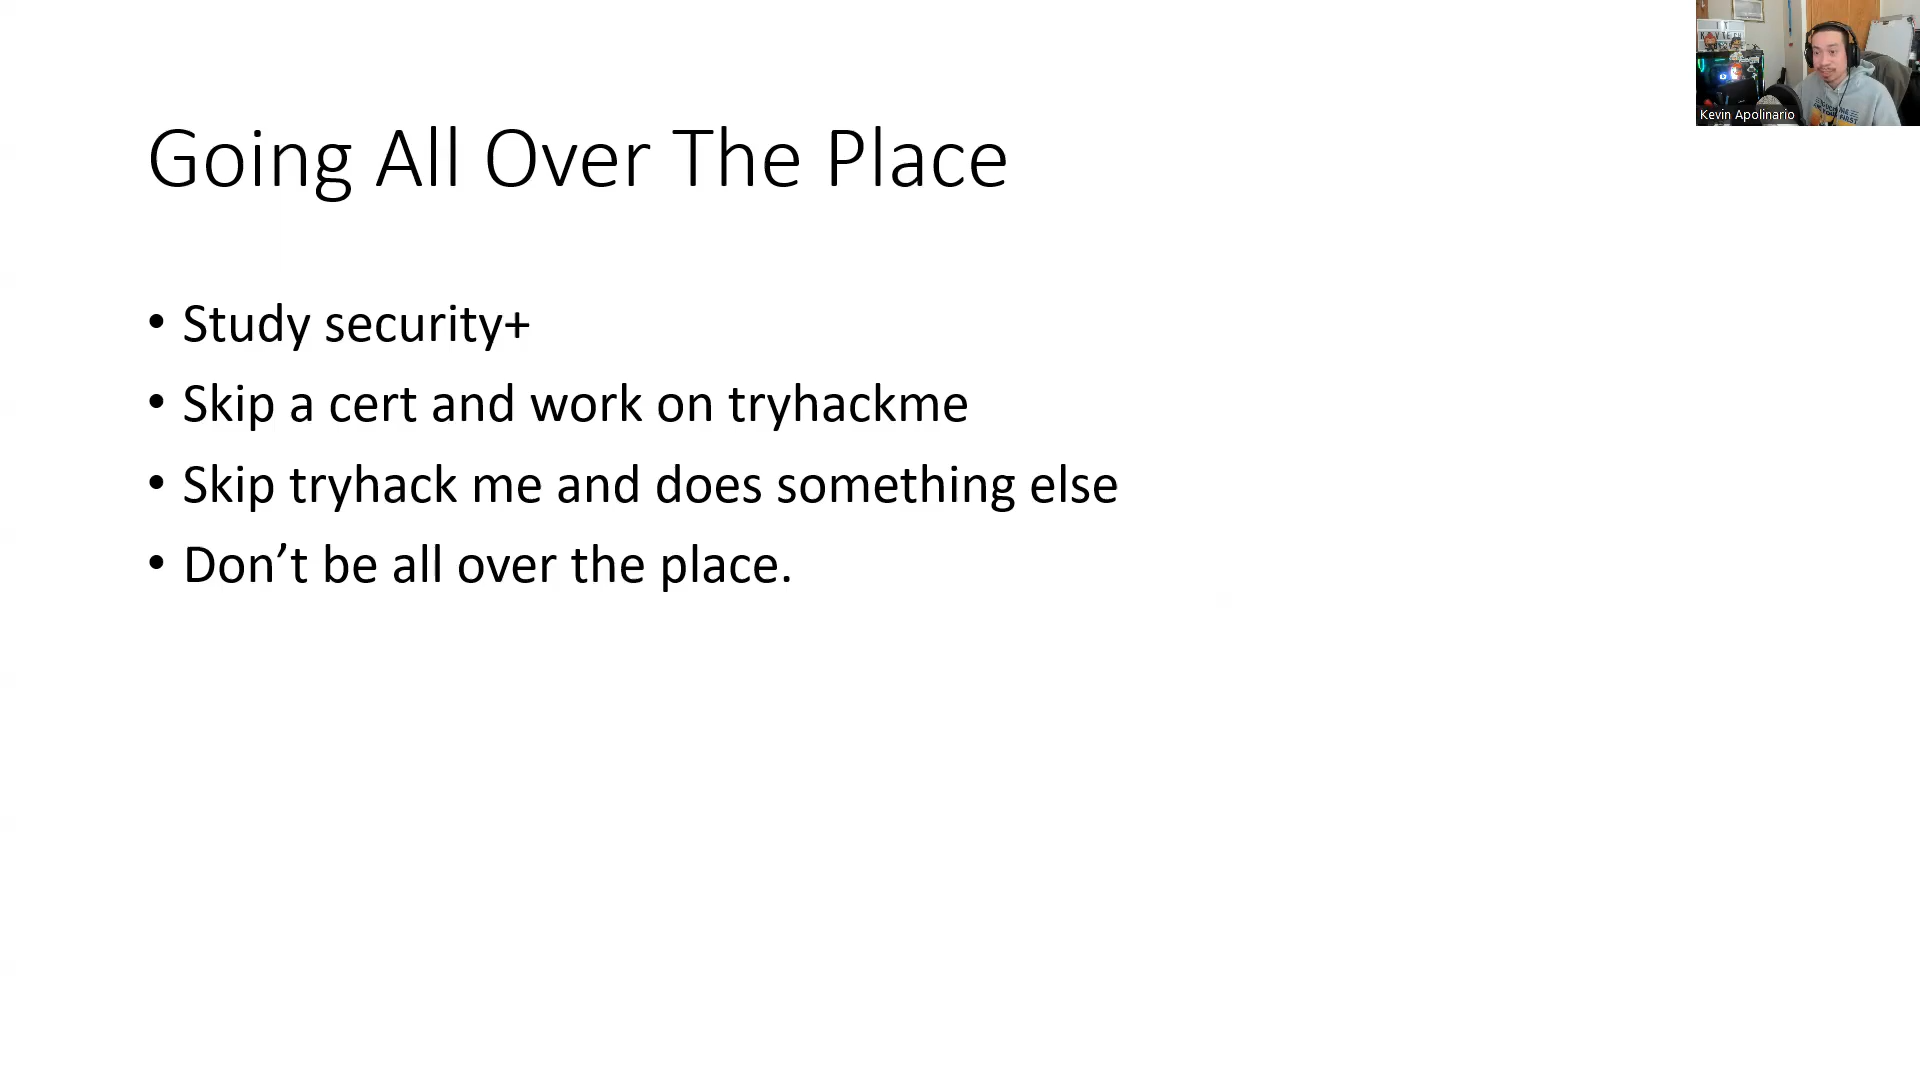 Kevin Apolinario
Going All Over The Place
• Study security+
• Skip a cert and work on tryhackme
• Skip tryhack me and does something else
• Don’t be all over the place.